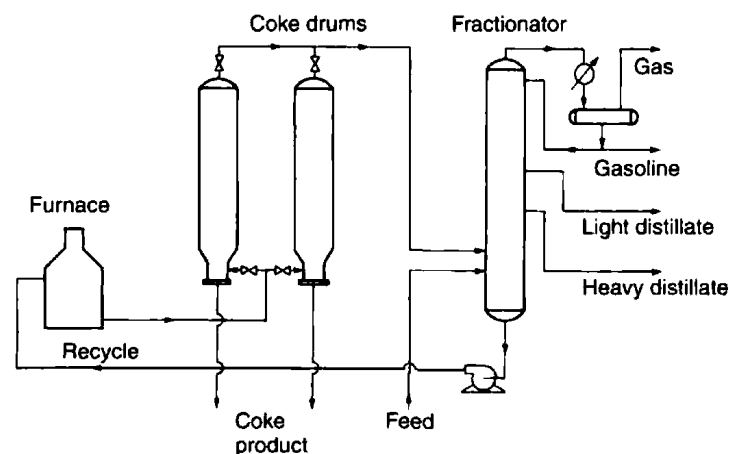 Coke drums
Fractionator
Gas
Gasoline
Furnace
Light distillate
Heavy distillate
Recycle
Coke
product
Feed